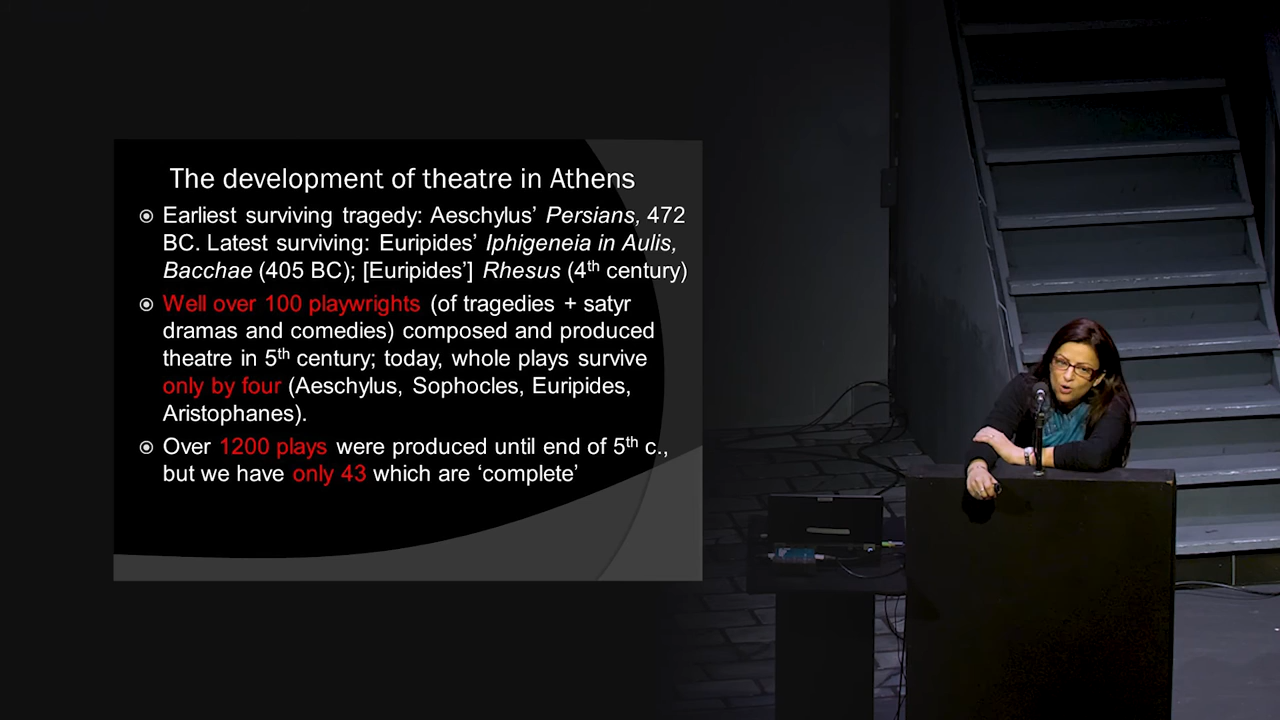 The development of theatre in Athens
Earliest surviving tragedy: Aeschylus’ Persians, 472
BC. Latest surviving: Euripides’ Iphigeneia in Aulis,
Bacchae (405 BC); [Euripides’] Rhesus (4th century)
Well over 100 playwrights (of tragedies + satyr
dramas and comedies) composed and produced
theatre in 5th century; today, whole plays survive
only by four (Aeschylus, Sophocles, Euripides,
Aristophanes).
Over 1200 plays were produced until end of 5th c.,
but we have only 43 which are ‘complete’